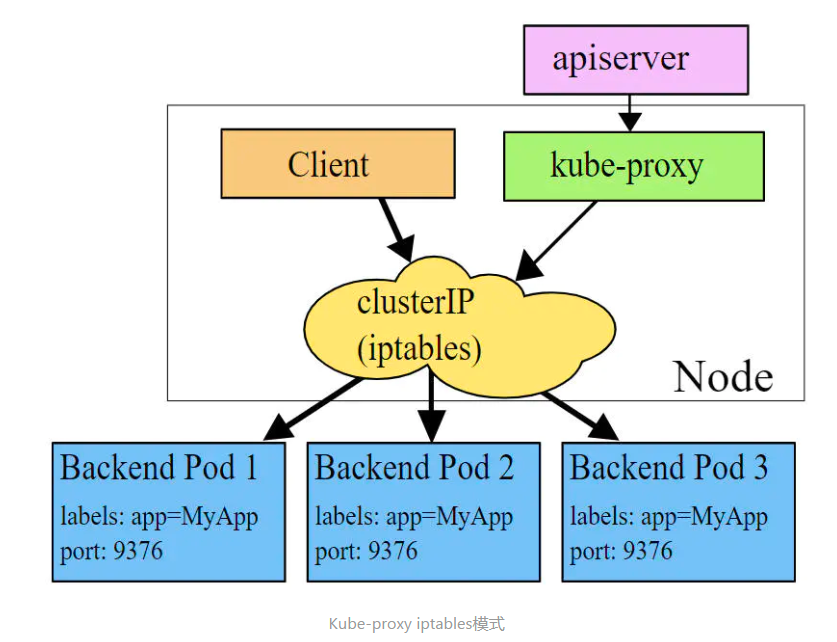 apiserver
Client
kube-proxy
clusterIP
(iptables)
Node
Backend Pod 1
labels: app=MyApp
port: 9376
Backend Pod 2
labels: app=MyApp
port: 9376
Backend Pod 3
labels: app=MyApp
port: 9376
Kube-proxy iptables模式